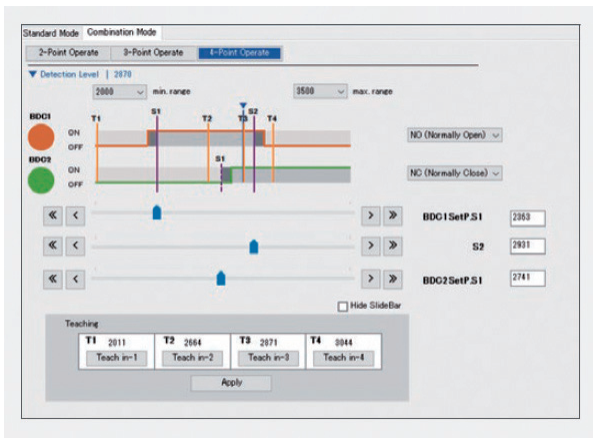 Standard Mode Combination Mode
2-Point Operate 3-Point Operate 4-Point Operate
▼ Detection Level | 2870
2000 min. range 3500 max. range
BDC1 T1 S1 T2 T3 S2 T4
ON
OFF
NO (Normally Open)
BDC2 S1
ON
OFF
NC (Normally Close)
« < > » BDC1SetP.S1 2363
« < > » S2 2931
« < > » BDC2SetP.S1 2741
Hide SlideBar
Teaching
T1 2011 T2 2664 T3 2871 T4 3044
Teach in-1 Teach in-2 Teach in-3 Teach in-4
Apply